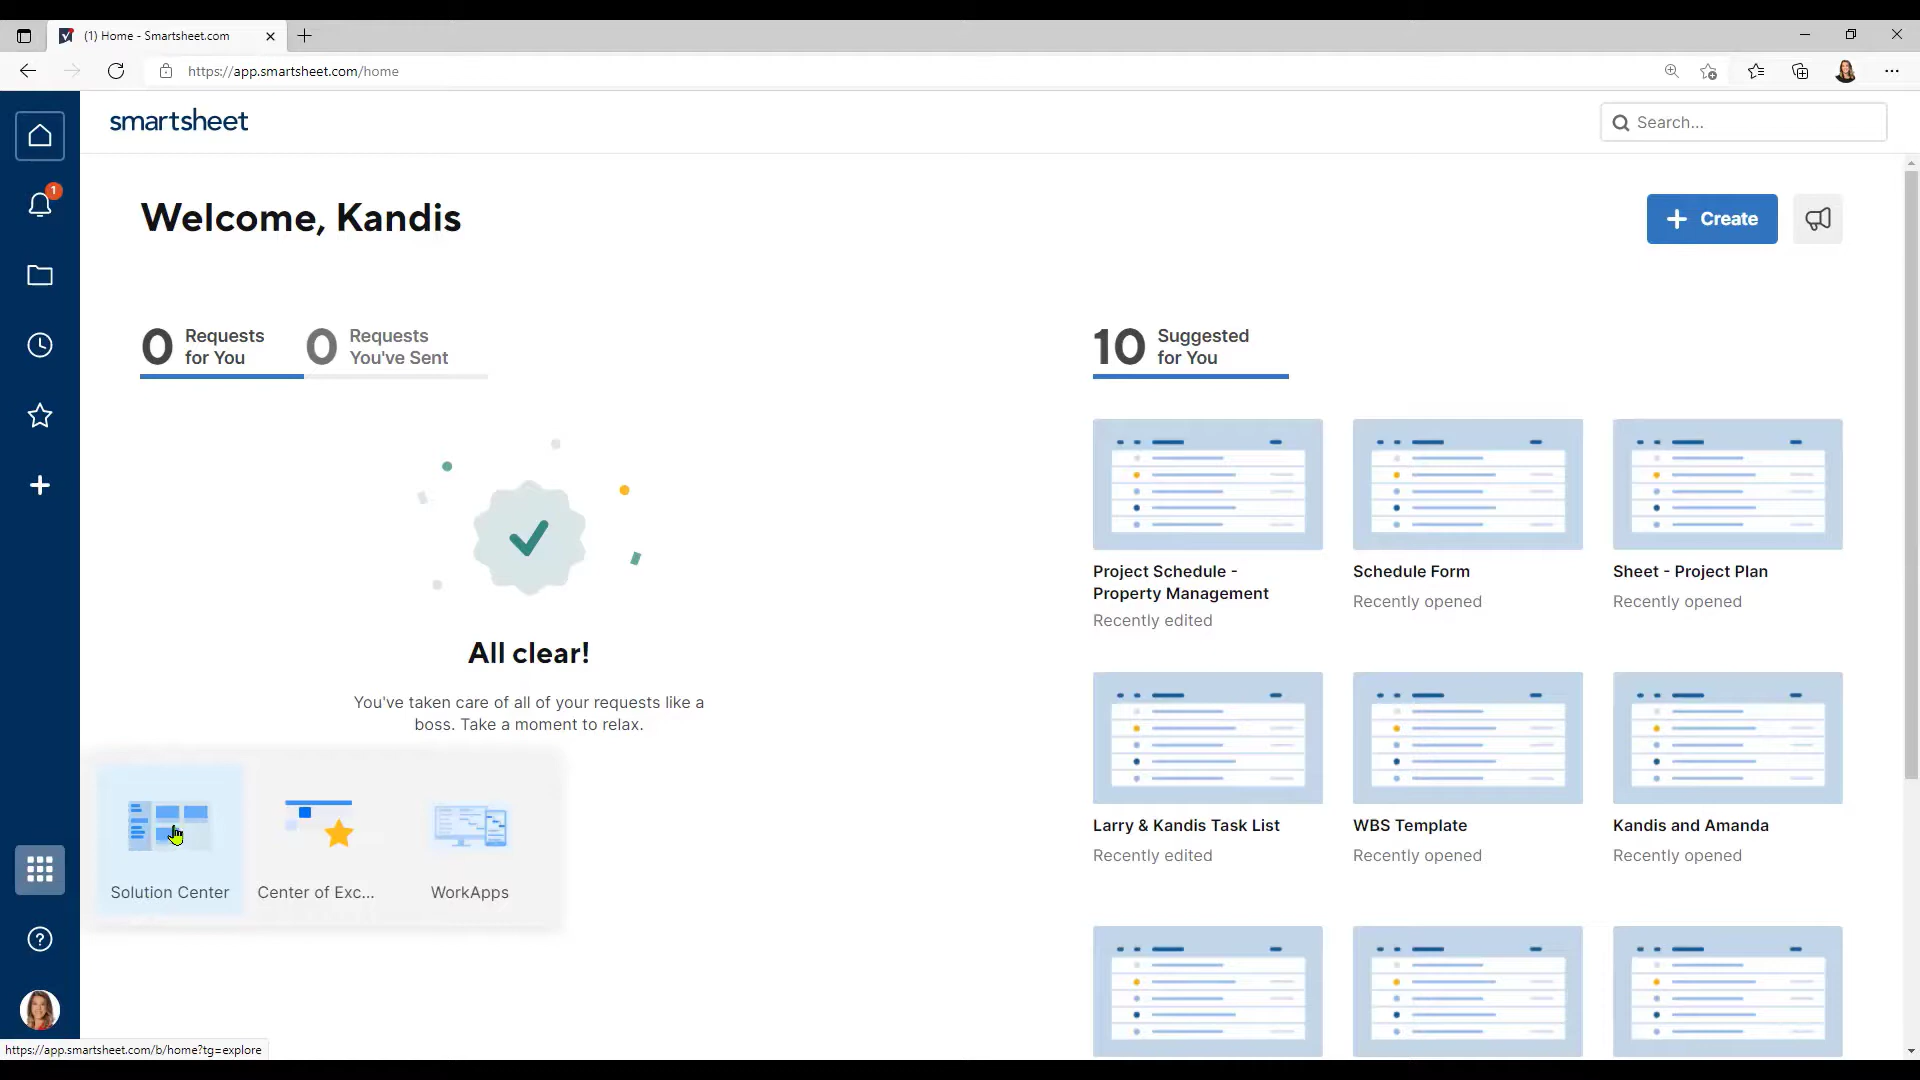 (1) Home - Smartsheet.com
https://app.smartsheet.com/home
smartsheet
Search...
1
Welcome, Kandis
Create
0 Requests for You
0 Requests You've Sent
10 Suggested for You
All clear!
You've taken care of all of your requests like a
boss. Take a moment to relax.
Project Schedule -
Property Management
Recently edited
Schedule Form
Recently opened
Sheet - Project Plan
Recently opened
Larry & Kandis Task List
Recently edited
WBS Template
Recently opened
Kandis and Amanda
Recently opened
Solution Center
Center of Exc...
WorkApps
https://app.smartsheet.com/b/home?tg=explore